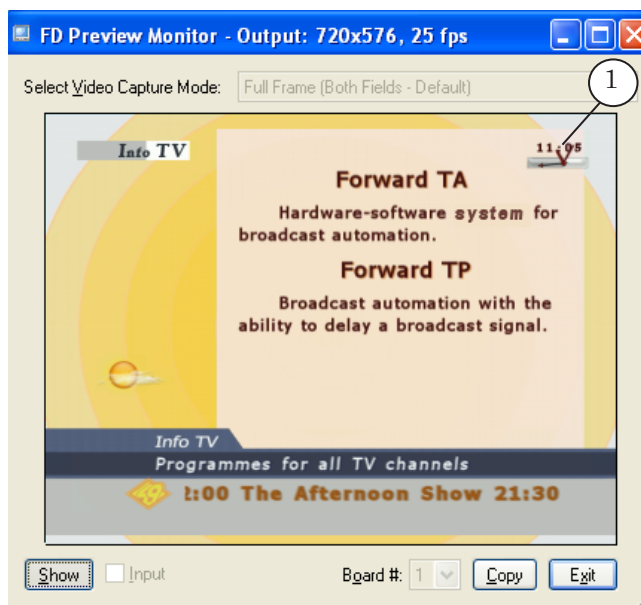 FD Preview Monitor - Output: 720x576, 25 fps
Select Video Capture Mode: Full Frame (Both Fields - Default)
1
Info TV
11:05
Forward TA
Hardware-software system for
broadcast automation.
Forward TP
Broadcast automation with the
ability to delay a broadcast signal.
Info TV
Programmes for all TV channels
2:00 The Afternoon Show 21:30
Show Input Board #: 1 Copy Exit